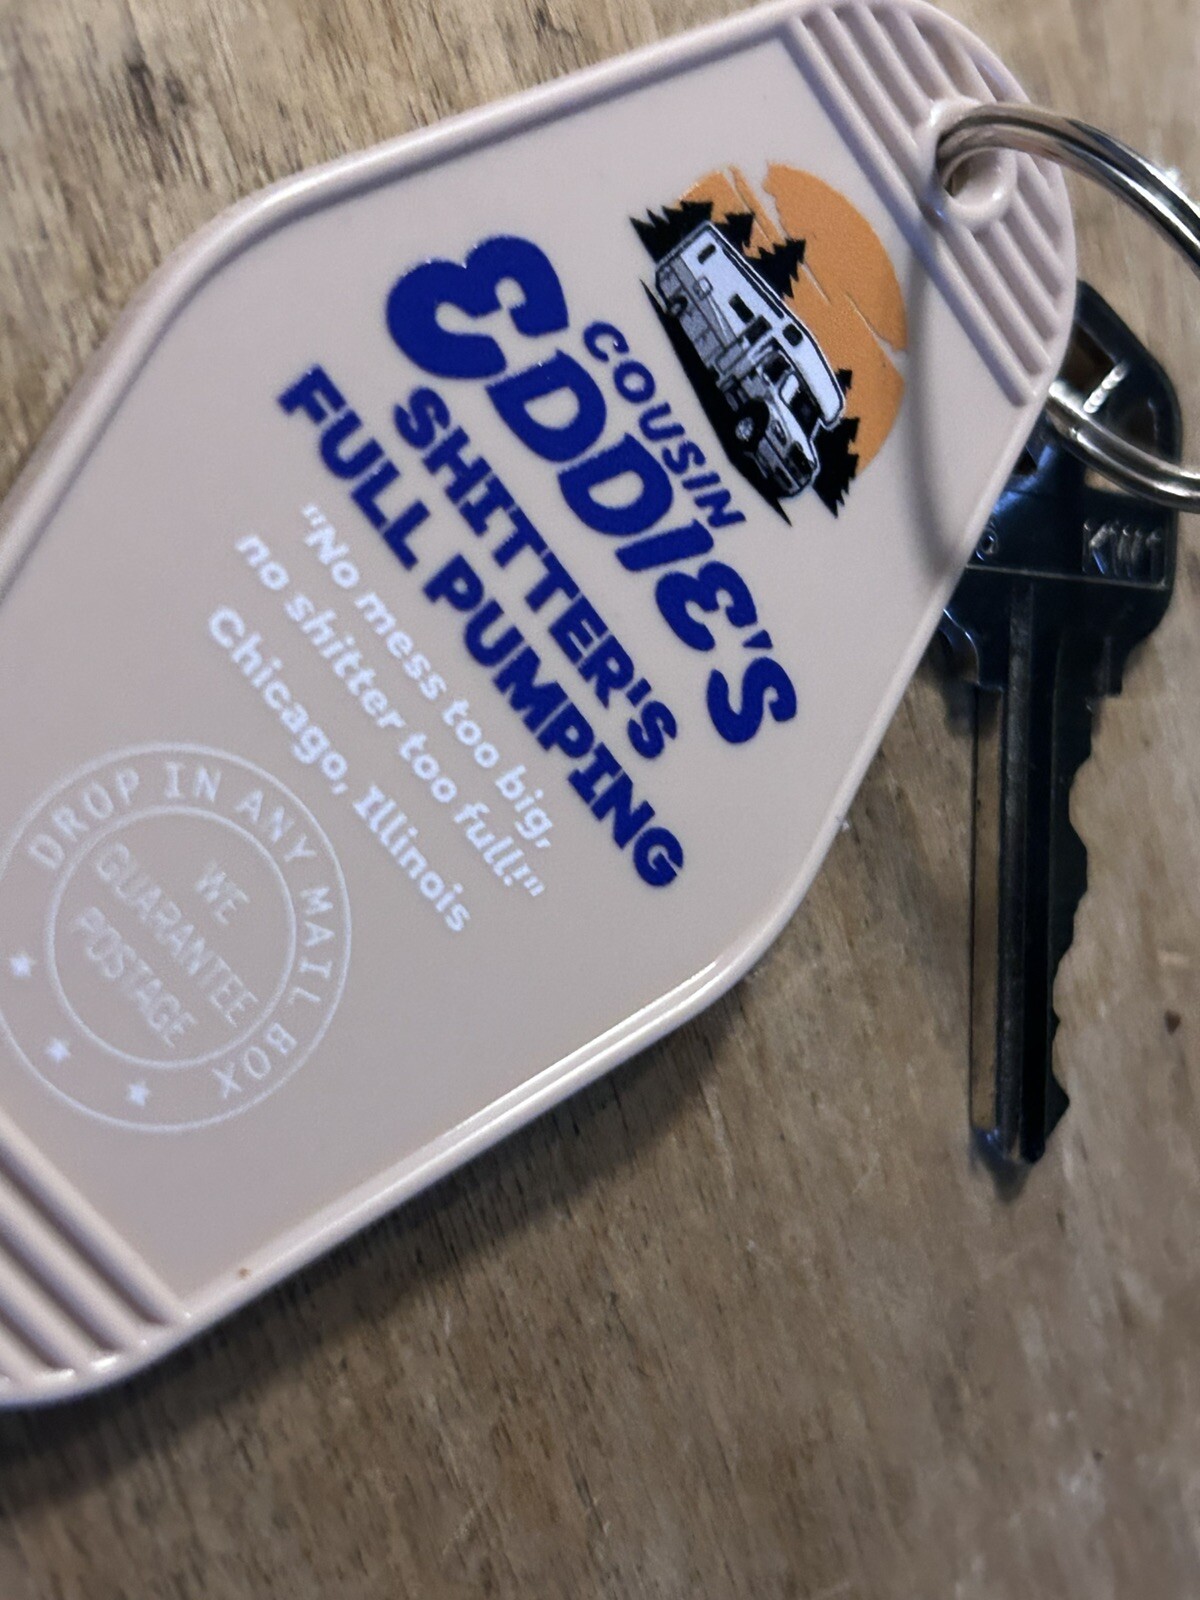 COUSIN
EDDIE'S
SHITTER'S
FULL PUMPING
"No mess too big,
no shitter too full!"
Chicago, Illinois
DROP IN ANY MAIL BOX
WE
GUARANTEE
POSTAGE
KW1